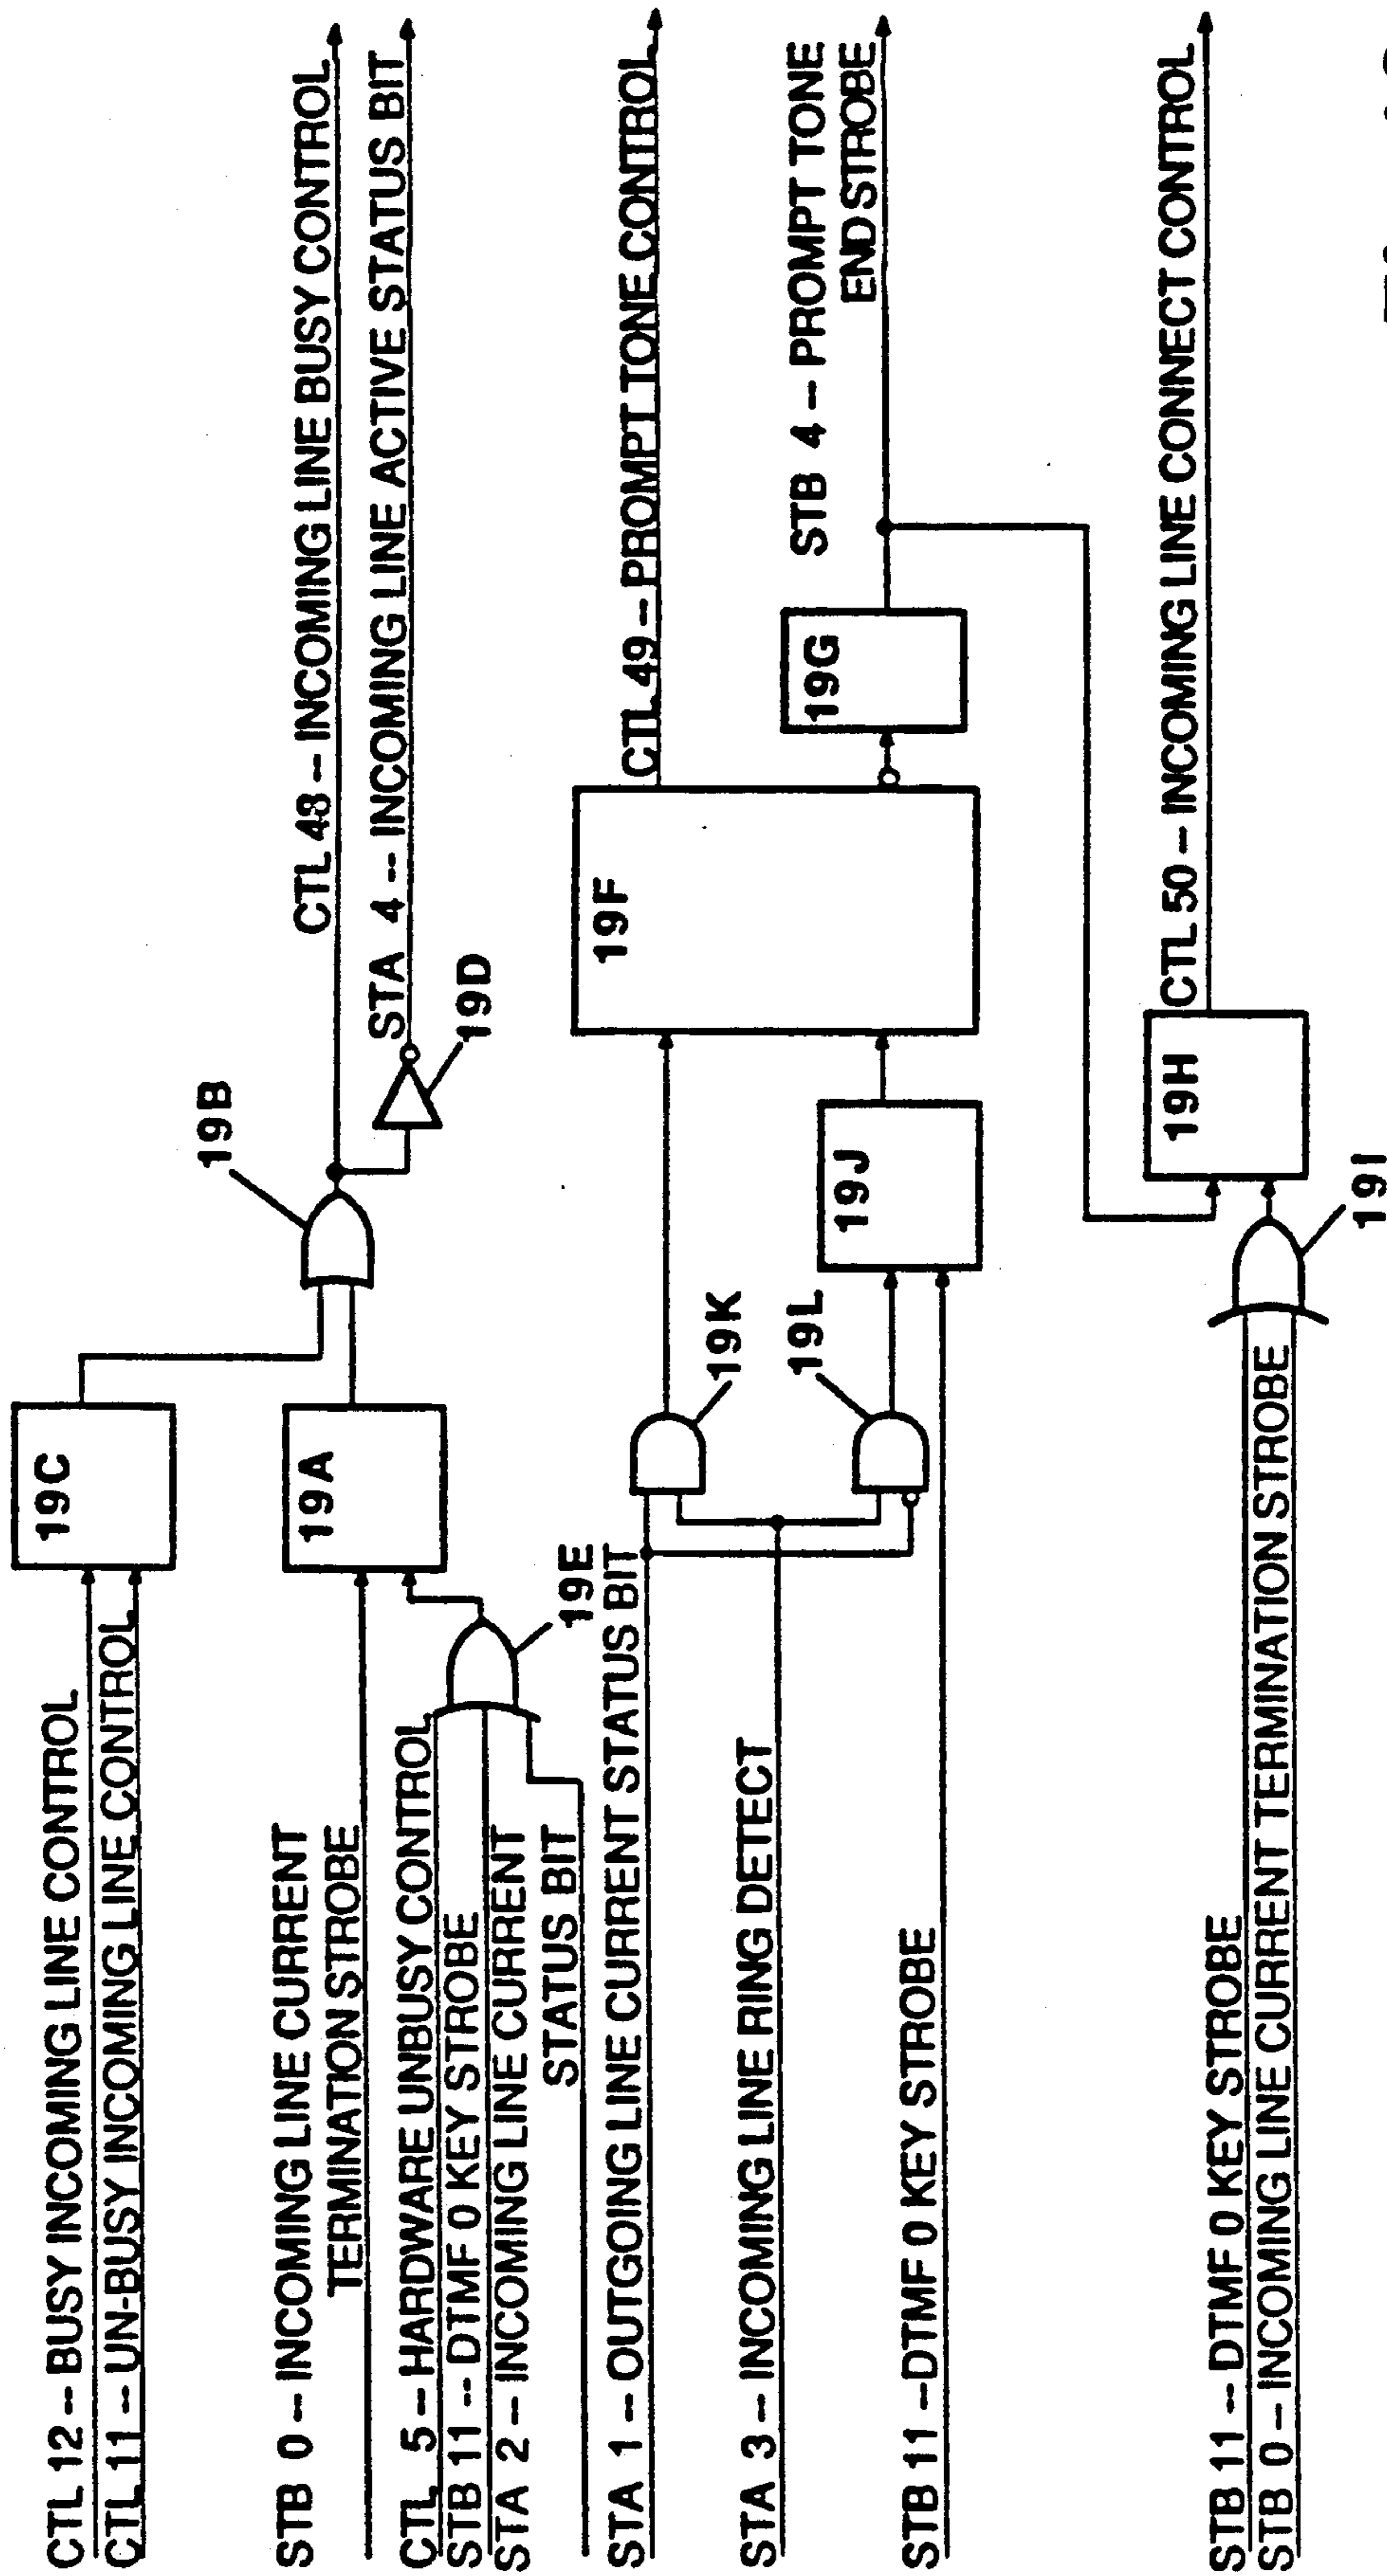 CTL 12 -- BUSY INCOMING LINE CONTROL
CTL 11 -- UN-BUSY INCOMING LINE CONTROL
19C
STB 0 -- INCOMING LINE CURRENT
TERMINATION STROBE
19A
19B
CTL 48 -- INCOMING LINE BUSY CONTROL
STA 4 -- INCOMING LINE ACTIVE STATUS BIT
19D
CTL 5 -- HARDWARE UNBUSY CONTROL
STB 11 -- DTMF 0 KEY STROBE
STA 2 -- INCOMING LINE CURRENT
STATUS BIT
19E
STA 1 -- OUTGOING LINE CURRENT STATUS BIT
19K
19F
CTL 49 -- PROMPT TONE CONTROL
STA 3 -- INCOMING LINE RING DETECT
19L
19J
19G
STB 4 -- PROMPT TONE
END STROBE
STB 11 --DTMF 0 KEY STROBE
19H
CTL 50 -- INCOMING LINE CONNECT CONTROL
STB 11 -- DTMF 0 KEY STROBE
STB 0 -- INCOMING LINE CURRENT TERMINATION STROBE
19I